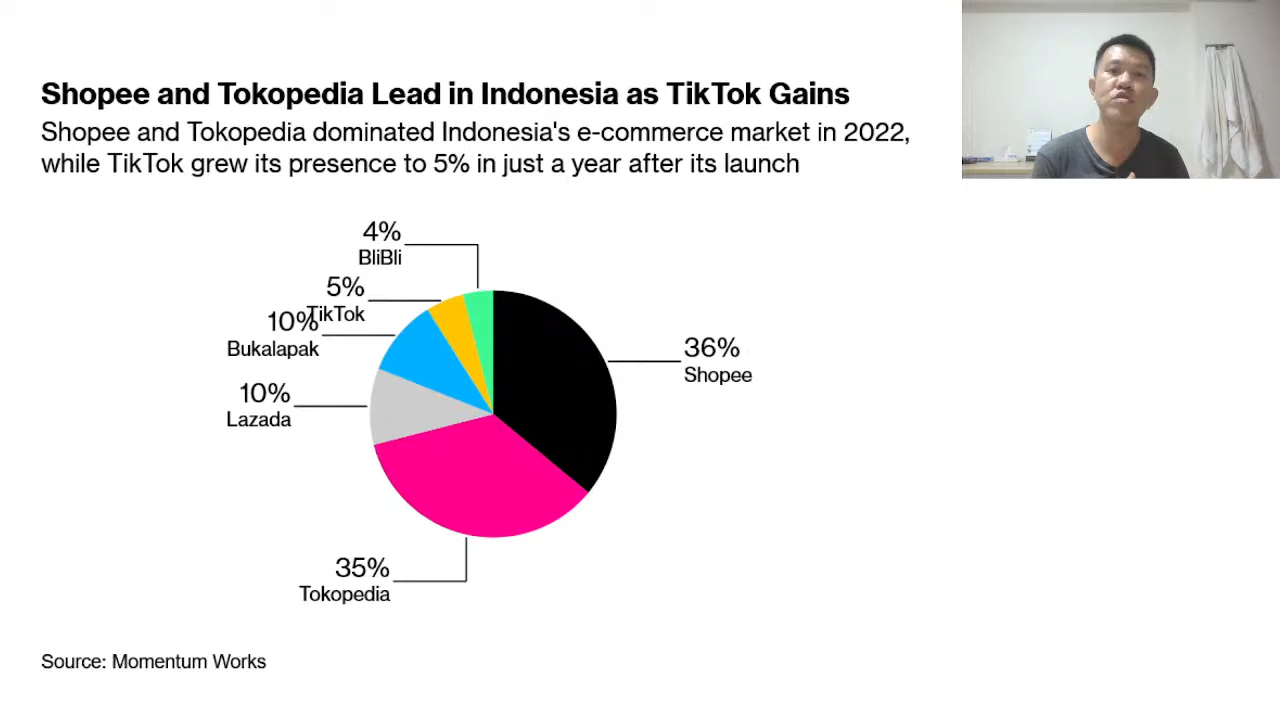 Shopee and Tokopedia Lead in Indonesia as TikTok Gains
Shopee and Tokopedia dominated Indonesia's e-commerce market in 2022,
while TikTok grew its presence to 5% in just a year after its launch
4%
BliBli
5%
TikTok
10%
Bukalapak
10%
Lazada
36%
Shopee
35%
Tokopedia
Source: Momentum Works